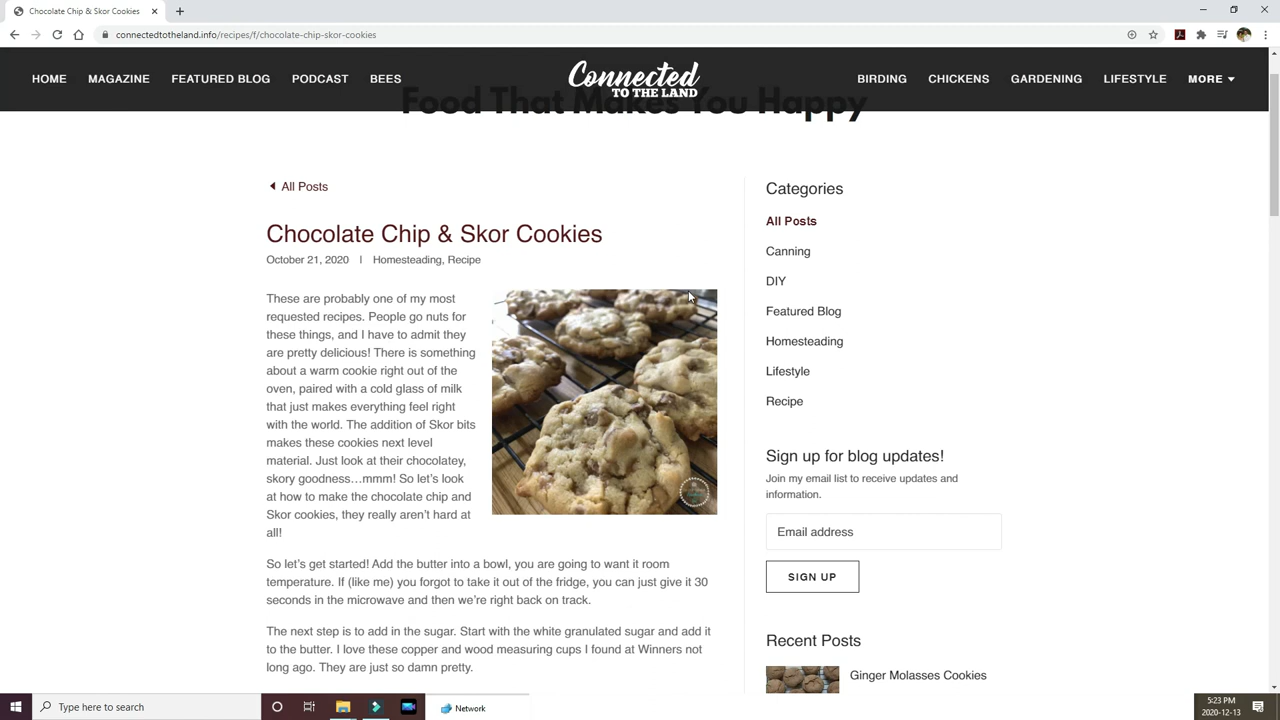 Chocolate Chip & Skor Cookies
connectedtotheland.info/recipes/f/chocolate-chip-skor-cookies
HOME MAGAZINE FEATURED BLOG PODCAST BEES
Connected
TO THE LAND
BIRDING CHICKENS GARDENING LIFESTYLE MORE
Food That Makes You Happy
All Posts
Chocolate Chip & Skor Cookies
October 21, 2020 | Homesteading, Recipe
These are probably one of my most
requested recipes. People go nuts for
these things, and I have to admit they
are pretty delicious! There is something
about a warm cookie right out of the
oven, paired with a cold glass of milk
that just makes everything feel right
with the world. The addition of Skor bits
makes these cookies next level
material. Just look at their chocolatey,
skory goodness…mmm! So let’s look
at how to make the chocolate chip and
Skor cookies, they really aren’t hard at
all!
So let’s get started! Add the butter into a bowl, you are going to want it room
temperature. If (like me) you forgot to take it out of the fridge, you can just give it 30
seconds in the microwave and then we’re right back on track.
The next step is to add in the sugar. Start with the white granulated sugar and add it
to the butter. I love these copper and wood measuring cups I found at Winners not
long ago. They are just so damn pretty.
Categories
All Posts
Canning
DIY
Featured Blog
Homesteading
Lifestyle
Recipe
Sign up for blog updates!
Join my email list to receive updates and
information.
Email address
SIGN UP
Recent Posts
Ginger Molasses Cookies
Type here to search
Network
5:23 PM
2020-12-13